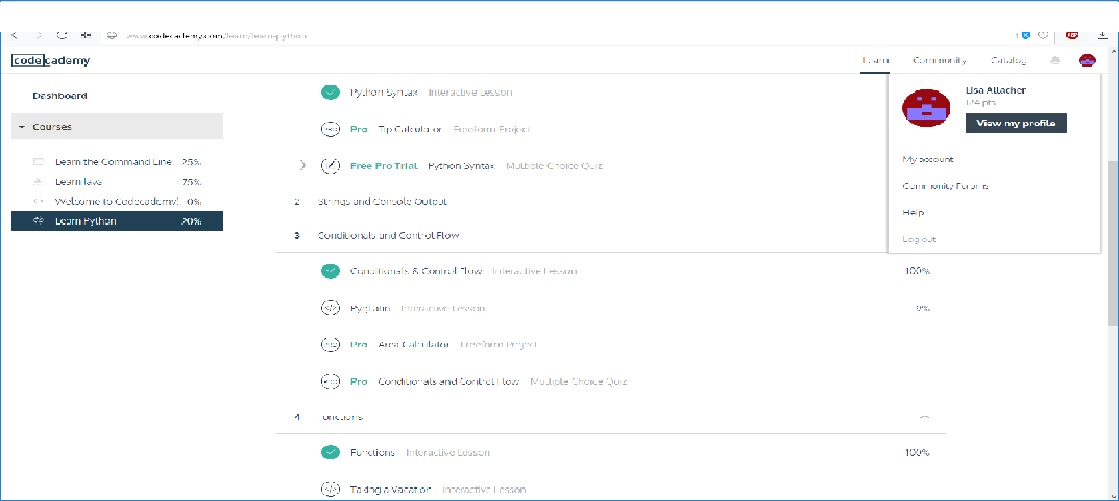 www.codecademy.com/learn/learn-python
codecademy
Learn Community Catalog
Lisa Allacher
124 pts
View my profile
My account
Community Forums
Help
Log out
Dashboard
Courses
Learn the Command Line 25%
Learn Java 75%
Welcome to Codecademy! 0%
Learn Python 20%
Python Syntax Interactive Lesson
Pro Tip Calculator Freeform Project
Free Pro Trial Python Syntax Multiple Choice Quiz
2 Strings and Console Output
3 Conditionals and Control Flow
Conditionals & Control Flow Interactive Lesson 100%
PygLatin Interactive Lesson 9%
Pro Area Calculator Freeform Project
Pro Conditionals and Control Flow Multiple Choice Quiz
4 Functions
Functions Interactive Lesson 100%
Taking a Vacation Interactive Lesson